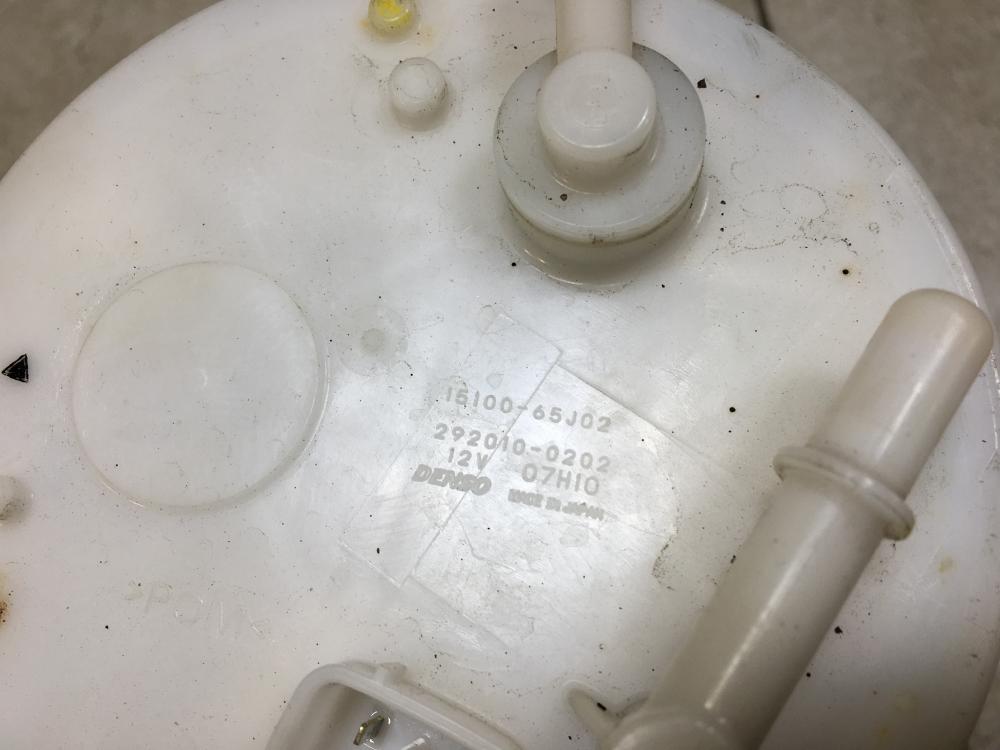 15100-65J02
292010-0202
12V 07H10
DENSO MADE IN JAPAN